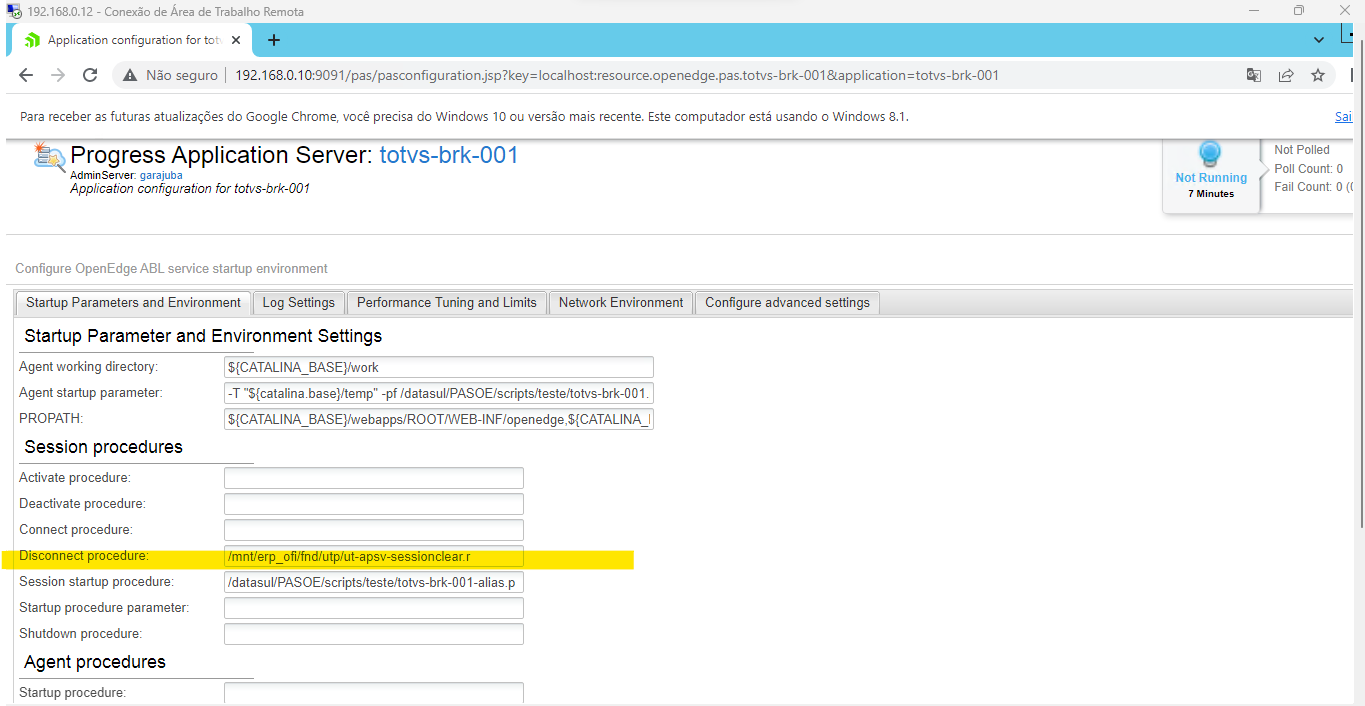 192.168.0.12 - Conexão de Área de Trabalho Remota
Application configuration for totv
Não seguro
192.168.0.10:9091/pas/pasconfiguration.jsp?key=localhost:resource.openedge.pas.totvs-brk-001&application=totvs-brk-001
Para receber as futuras atualizações do Google Chrome, você precisa do Windows 10 ou versão mais recente. Este computador está usando o Windows 8.1.
Sai
Progress Application Server: totvs-brk-001
AdminServer: garajuba
Application configuration for totvs-brk-001
Not Running
7 Minutes
Not Polled
Poll Count: 0
Fail Count: 0 (0
Configure OpenEdge ABL service startup environment
Startup Parameters and Environment
Log Settings
Performance Tuning and Limits
Network Environment
Configure advanced settings
Startup Parameter and Environment Settings
Agent working directory: ${CATALINA_BASE}/work
Agent startup parameter: -T "${catalina.base}/temp" -pf /datasul/PASOE/scripts/teste/totvs-brk-001.
PROPATH: ${CATALINA_BASE}/webapps/ROOT/WEB-INF/openedge,${CATALINA_
Session procedures
Activate procedure:
Deactivate procedure:
Connect procedure:
Disconnect procedure: /mnt/erp_ofi/fnd/utp/ut-apsv-sessionclear.r
Session startup procedure: /datasul/PASOE/scripts/teste/totvs-brk-001-alias.p
Startup procedure parameter:
Shutdown procedure:
Agent procedures
Startup procedure: